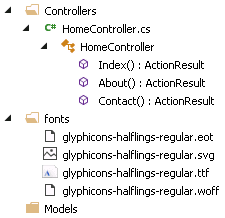 Controllers
C# HomeController.cs
HomeController
Index() : ActionResult
About() : ActionResult
Contact() : ActionResult
fonts
glyphicons-halflings-regular.eot
glyphicons-halflings-regular.svg
glyphicons-halflings-regular.ttf
glyphicons-halflings-regular.woff
Models